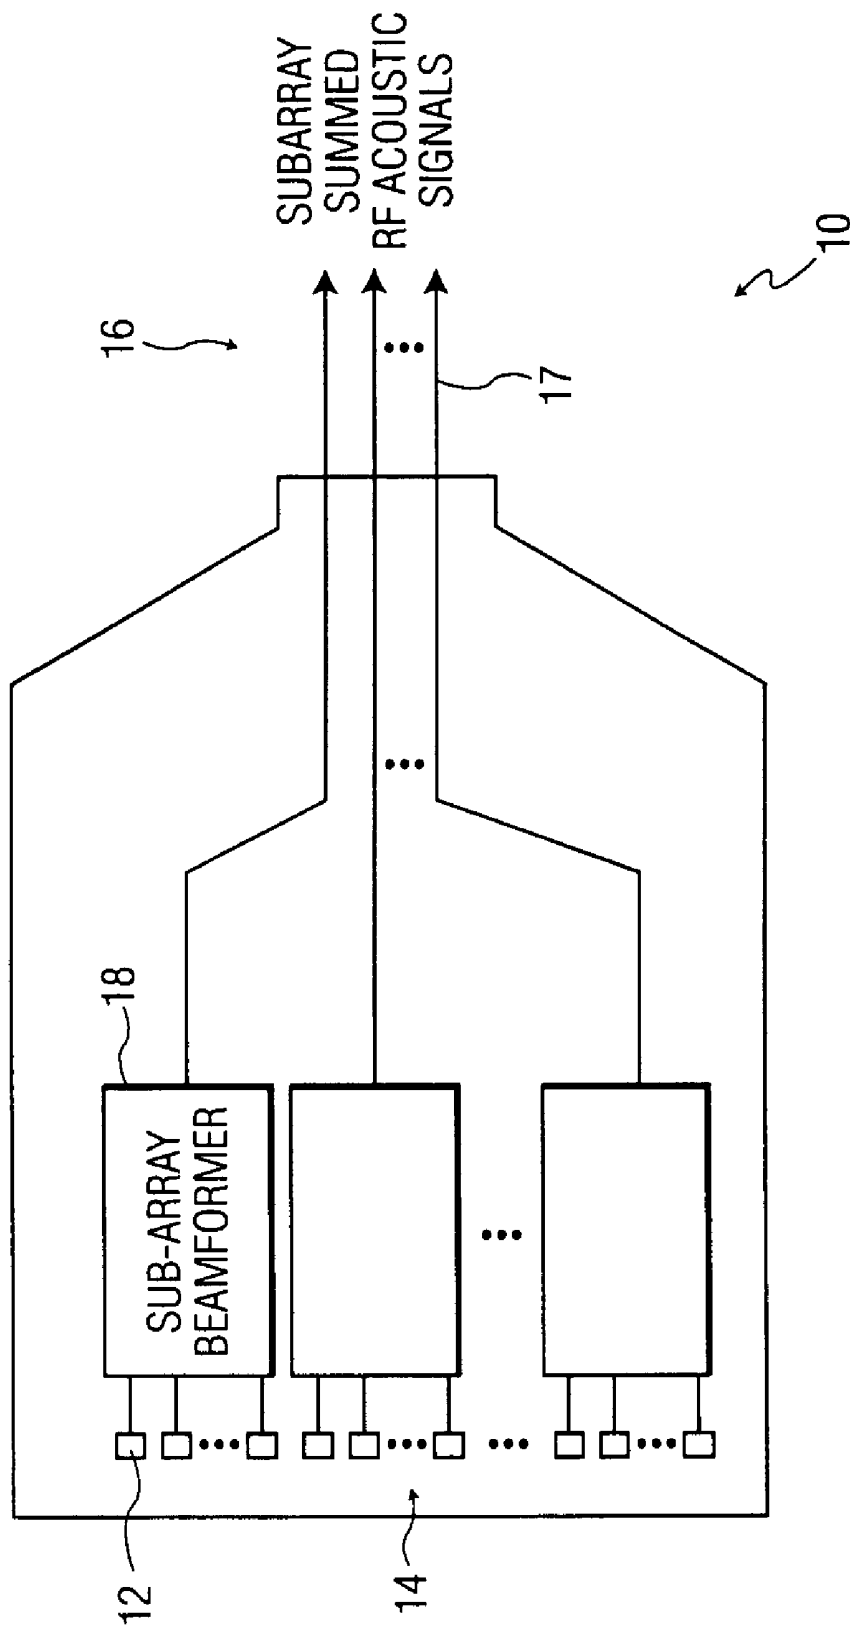 SUBARRAY
SUMMED
RF ACOUSTIC
SIGNALS
16
17
10
18
SUB-ARRAY
BEAMFORMER
12
14